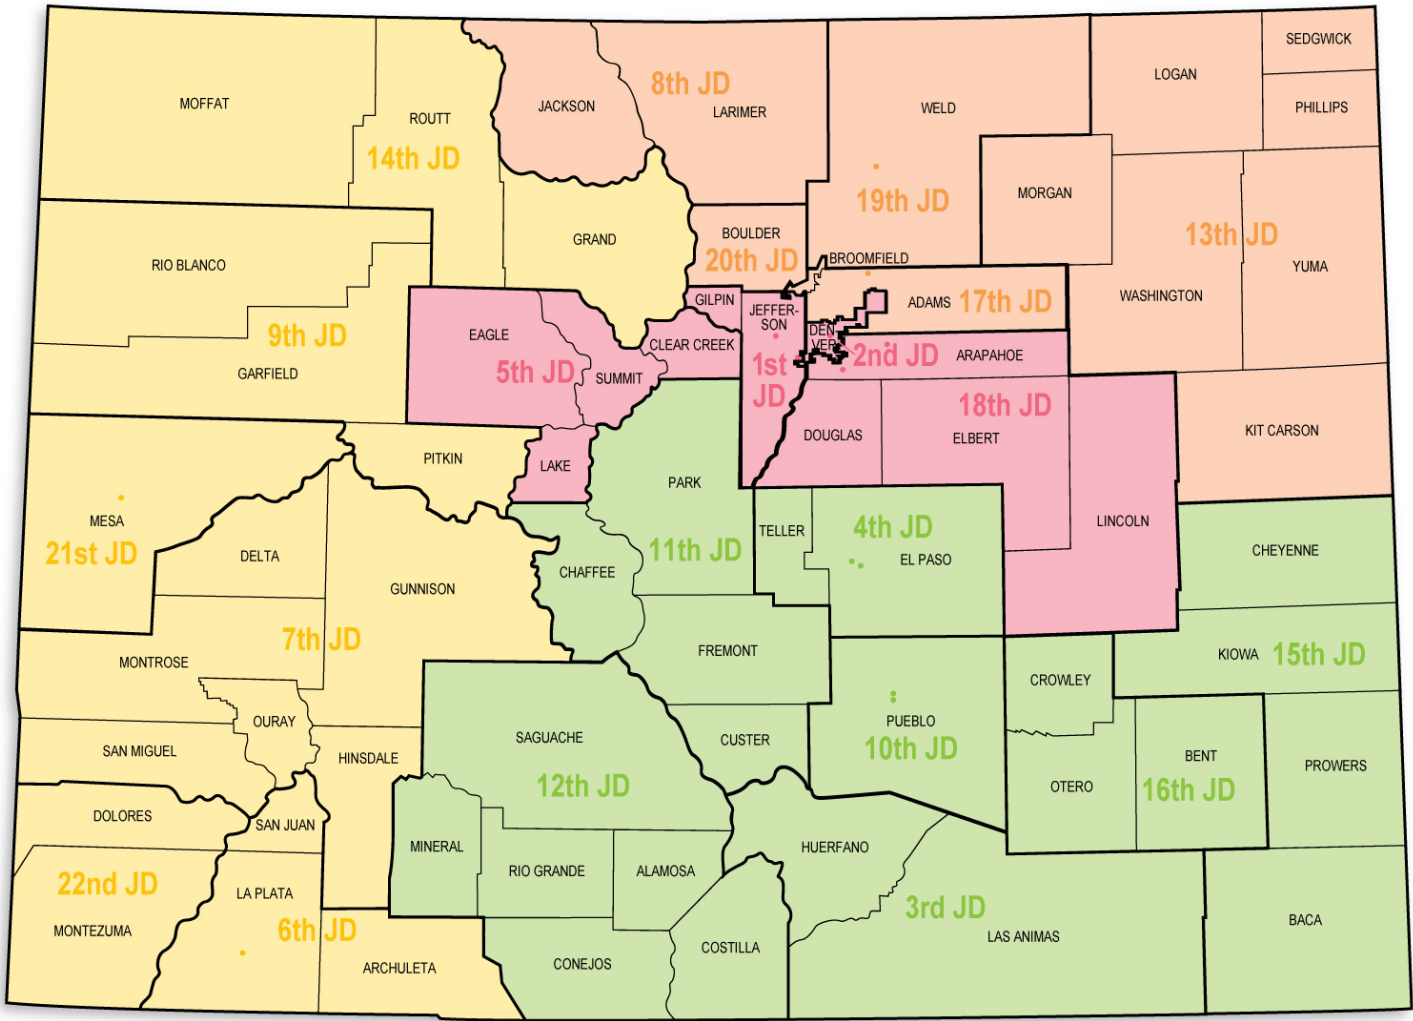 SEDGWICK
LOGAN
8th JD
MOFFAT
JACKSON
LARIMER
WELD
PHILLIPS
ROUTT
14th JD
MORGAN
19th JD
GRAND
BOULDER
20th JD
13th JD
RIO BLANCO
BROOMFIELD
YUMA
GILPIN
JEFFER-
SON
ADAMS
17th JD
WASHINGTON
9th JD
EAGLE
CLEAR CREEK
DEN-
VER
2nd JD
ARAPAHOE
GARFIELD
5th JD
SUMMIT
1st
JD
18th JD
DOUGLAS
ELBERT
KIT CARSON
PITKIN
LAKE
PARK
MESA
21st JD
LINCOLN
TELLER
4th JD
EL PASO
DELTA
11th JD
CHEYENNE
CHAFFEE
GUNNISON
7th JD
MONTROSE
FREMONT
KIOWA
15th JD
CROWLEY
OURAY
PUEBLO
10th JD
SAN MIGUEL
HINSDALE
SAGUACHE
CUSTER
12th JD
BENT
16th JD
OTERO
PROWERS
DOLORES
SAN JUAN
MINERAL
HUERFANO
RIO GRANDE
ALAMOSA
22nd JD
LA PLATA
3rd JD
MONTEZUMA
6th JD
BACA
LAS ANIMAS
COSTILLA
ARCHULETA
CONEJOS